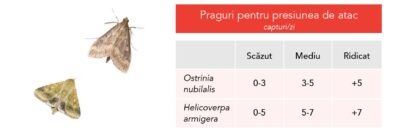 Praguri pentru presiunea de atac
capturi/zi
Scăzut Mediu Ridicat
Ostrinia nubilalis 0-3 3-5 +5
Helicoverpa armigera 0-5 5-7 +7